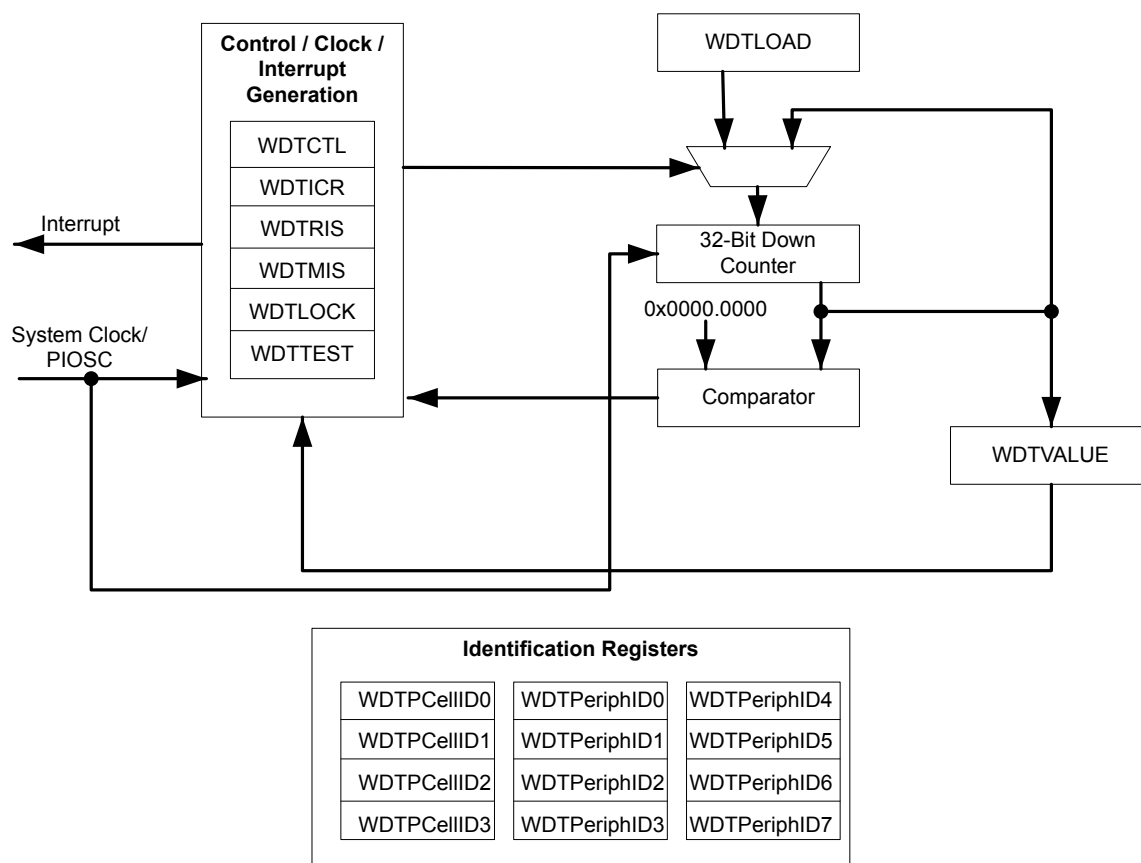 Control / Clock /
Interrupt
Generation
WDTCTL
WDTICR
WDTRIS
WDTMIS
WDTLOCK
WDTTEST
Interrupt
System Clock/
PIOSC
WDTLOAD
32-Bit Down
Counter
0x0000.0000
Comparator
WDTVALUE
Identification Registers
WDTPCellID0
WDTPCellID1
WDTPCellID2
WDTPCellID3
WDTPeriphID0
WDTPeriphID1
WDTPeriphID2
WDTPeriphID3
WDTPeriphID4
WDTPeriphID5
WDTPeriphID6
WDTPeriphID7